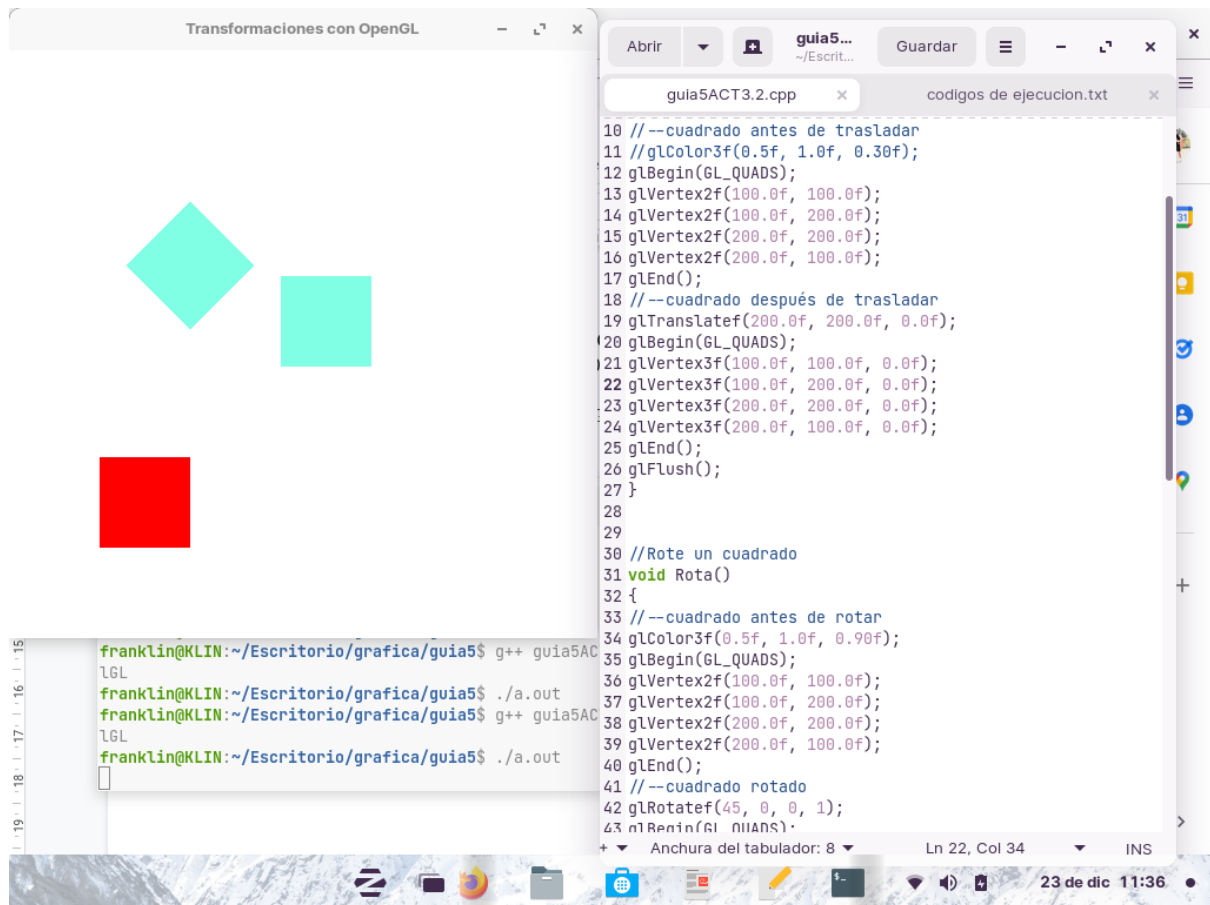 Transformaciones con OpenGL
Abrir
guia5...
~/Escrit...
Guardar
guia5ACT3.2.cpp
codigos de ejecucion.txt
10 //--cuadrado antes de trasladar
11 //glColor3f(0.5f, 1.0f, 0.30f);
12 glBegin(GL_QUADS);
13 glVertex2f(100.0f, 100.0f);
14 glVertex2f(100.0f, 200.0f);
15 glVertex2f(200.0f, 200.0f);
16 glVertex2f(200.0f, 100.0f);
17 glEnd();
18 //--cuadrado después de trasladar
19 glTranslatef(200.0f, 200.0f, 0.0f);
20 glBegin(GL_QUADS);
21 glVertex3f(100.0f, 100.0f, 0.0f);
22 glVertex3f(100.0f, 200.0f, 0.0f);
23 glVertex3f(200.0f, 200.0f, 0.0f);
24 glVertex3f(200.0f, 100.0f, 0.0f);
25 glEnd();
26 glFlush();
27 }
28
29
30 //Rote un cuadrado
31 void Rota()
32 {
33 //--cuadrado antes de rotar
34 glColor3f(0.5f, 1.0f, 0.90f);
35 glBegin(GL_QUADS);
36 glVertex2f(100.0f, 100.0f);
37 glVertex2f(100.0f, 200.0f);
38 glVertex2f(200.0f, 200.0f);
39 glVertex2f(200.0f, 100.0f);
40 glEnd();
41 //--cuadrado rotado
42 glRotatef(45, 0, 0, 1);
43 glBegin(GL_QUADS);
Anchura del tabulador: 8
Ln 22, Col 34
INS
31
15
16
17
18
19
franklin@KLIN:~/Escritorio/grafica/guia5$ g++ guia5AC
lGL
franklin@KLIN:~/Escritorio/grafica/guia5$ ./a.out
franklin@KLIN:~/Escritorio/grafica/guia5$ g++ guia5AC
lGL
franklin@KLIN:~/Escritorio/grafica/guia5$ ./a.out
23 de dic 11:36